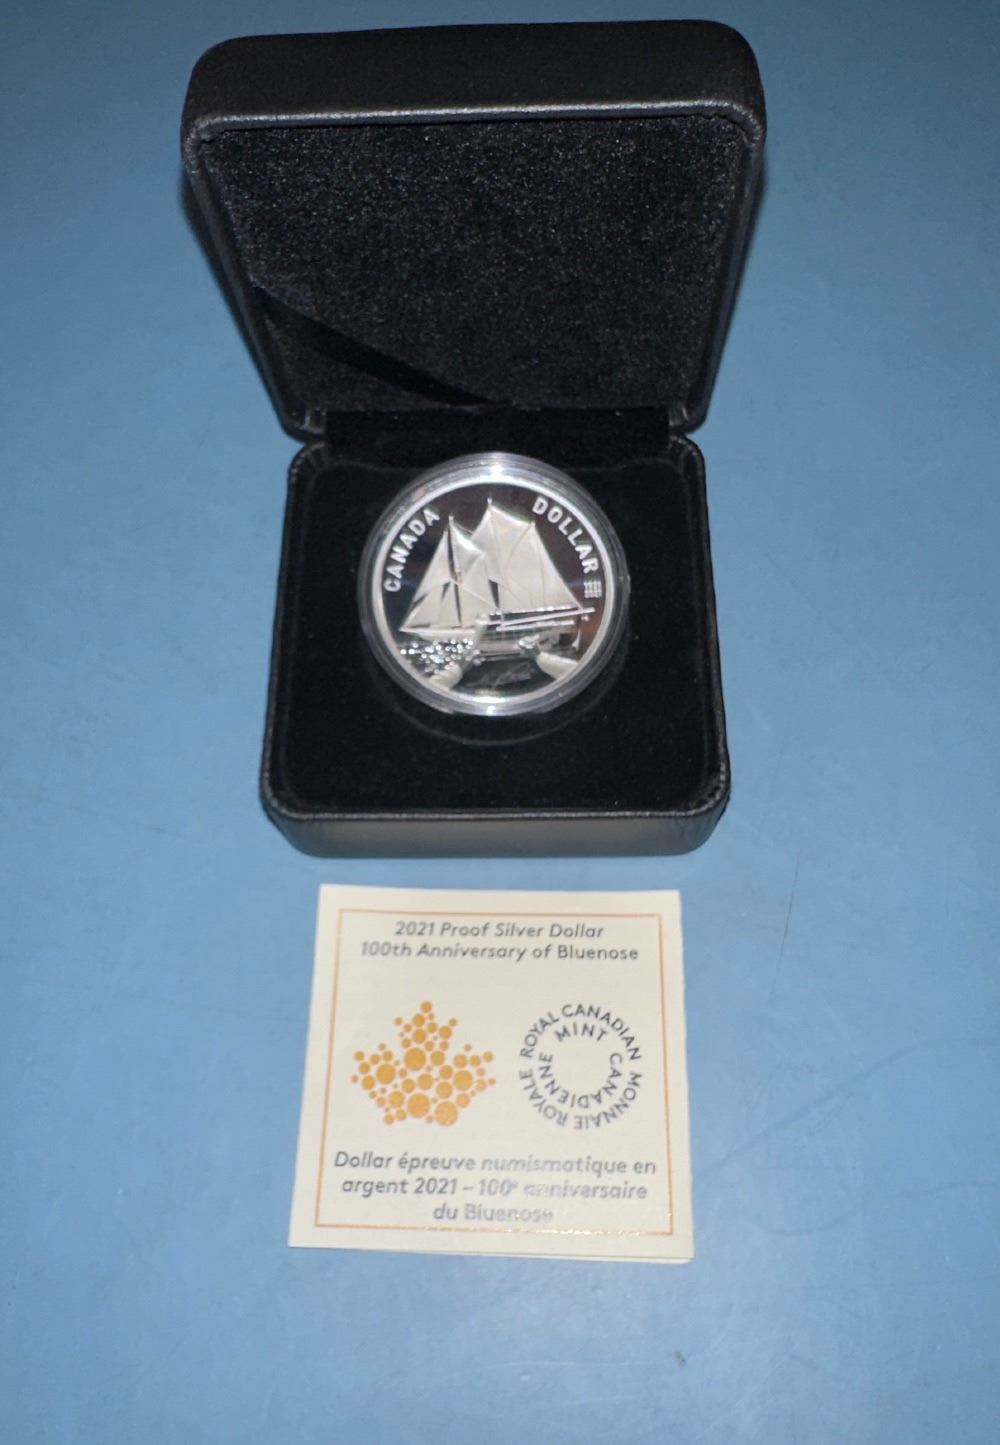 CANADA
DOLLAR
2021 Proof Silver Dollar
100th Anniversary of Bluenose
ROYAL CANADIAN
MINT
MONNAIE ROYALE
CANADIENNE
Dollar épreuve numismatique en
argent 2021 – 100ᵉ anniversaire
du Bluenose